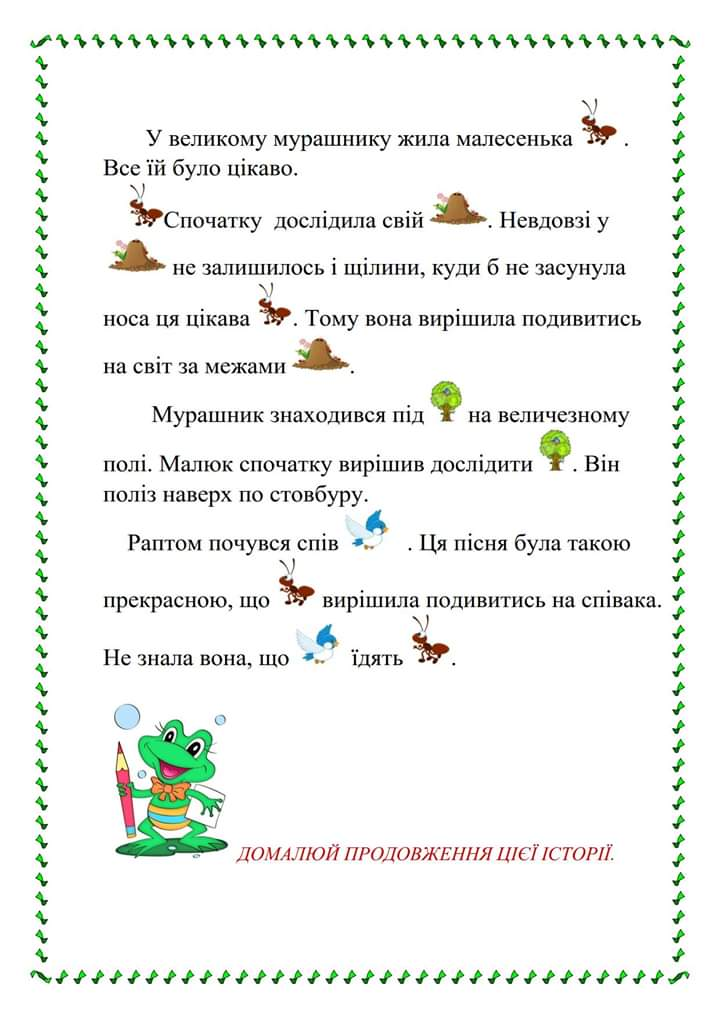 У великому мурашнику жила малесенька .
Все їй було цікаво.
Спочатку дослідила свій . Невдовзі у
не залишилось і щілини, куди б не засунула
носа ця цікава . Тому вона вирішила подивитись
на світ за межами .
Мурашник знаходився під на величезному
полі. Малюк спочатку вирішив дослідити . Він
поліз наверх по стовбуру.
Раптом почувся спів . Ця пісня була такою
прекрасною, що вирішила подивитись на співака.
Не знала вона, що їдять .
ДОМАЛЮЙ ПРОДОВЖЕННЯ ЦІЄЇ ІСТОРІЇ.